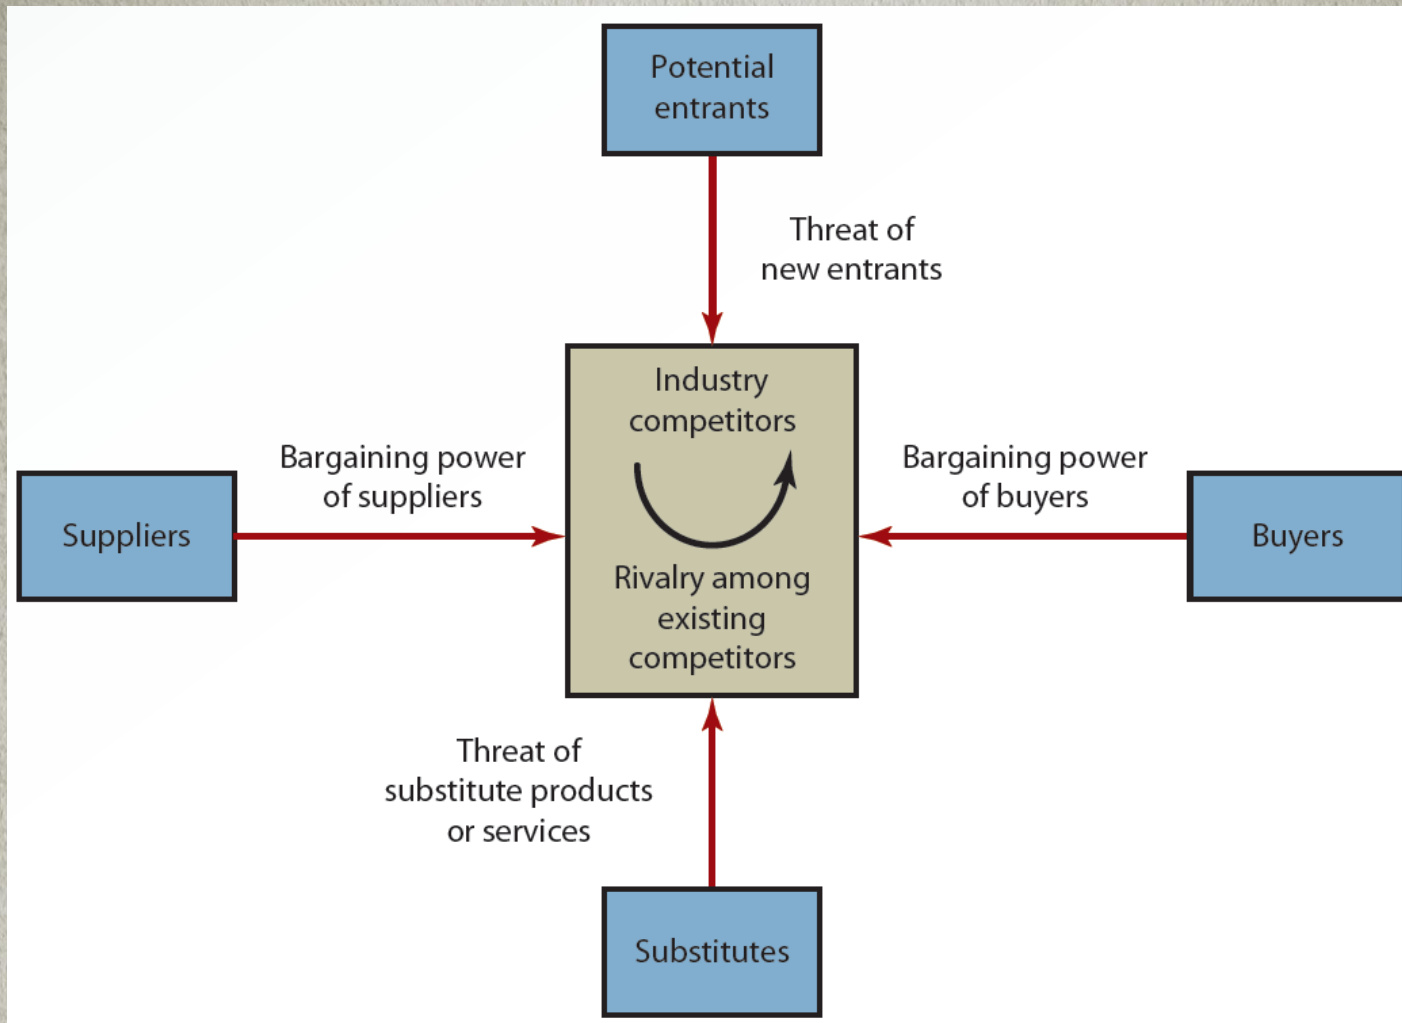 Potential
entrants
Threat of
new entrants
Industry
competitors
Bargaining power
of suppliers
Bargaining power
of buyers
Suppliers
Buyers
Rivalry among
existing
competitors
Threat of
substitute products
or services
Substitutes